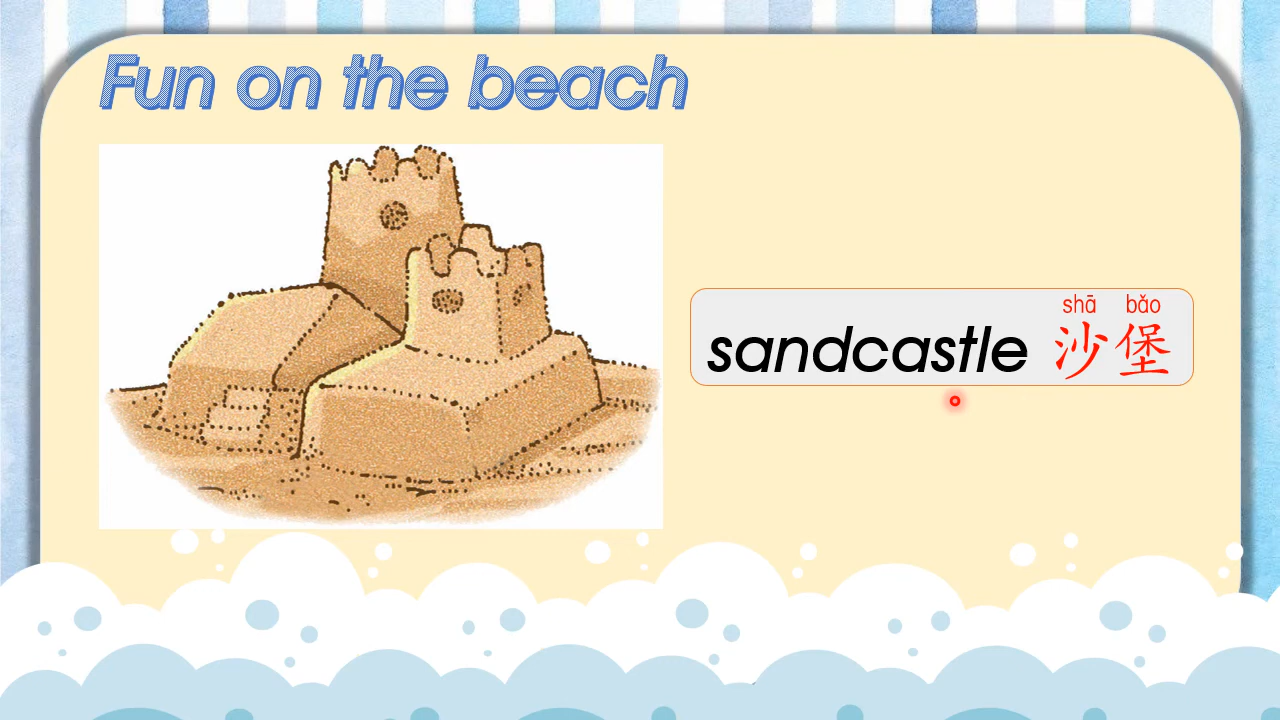 Fun on the beach
shā bǎo
sandcastle 沙堡